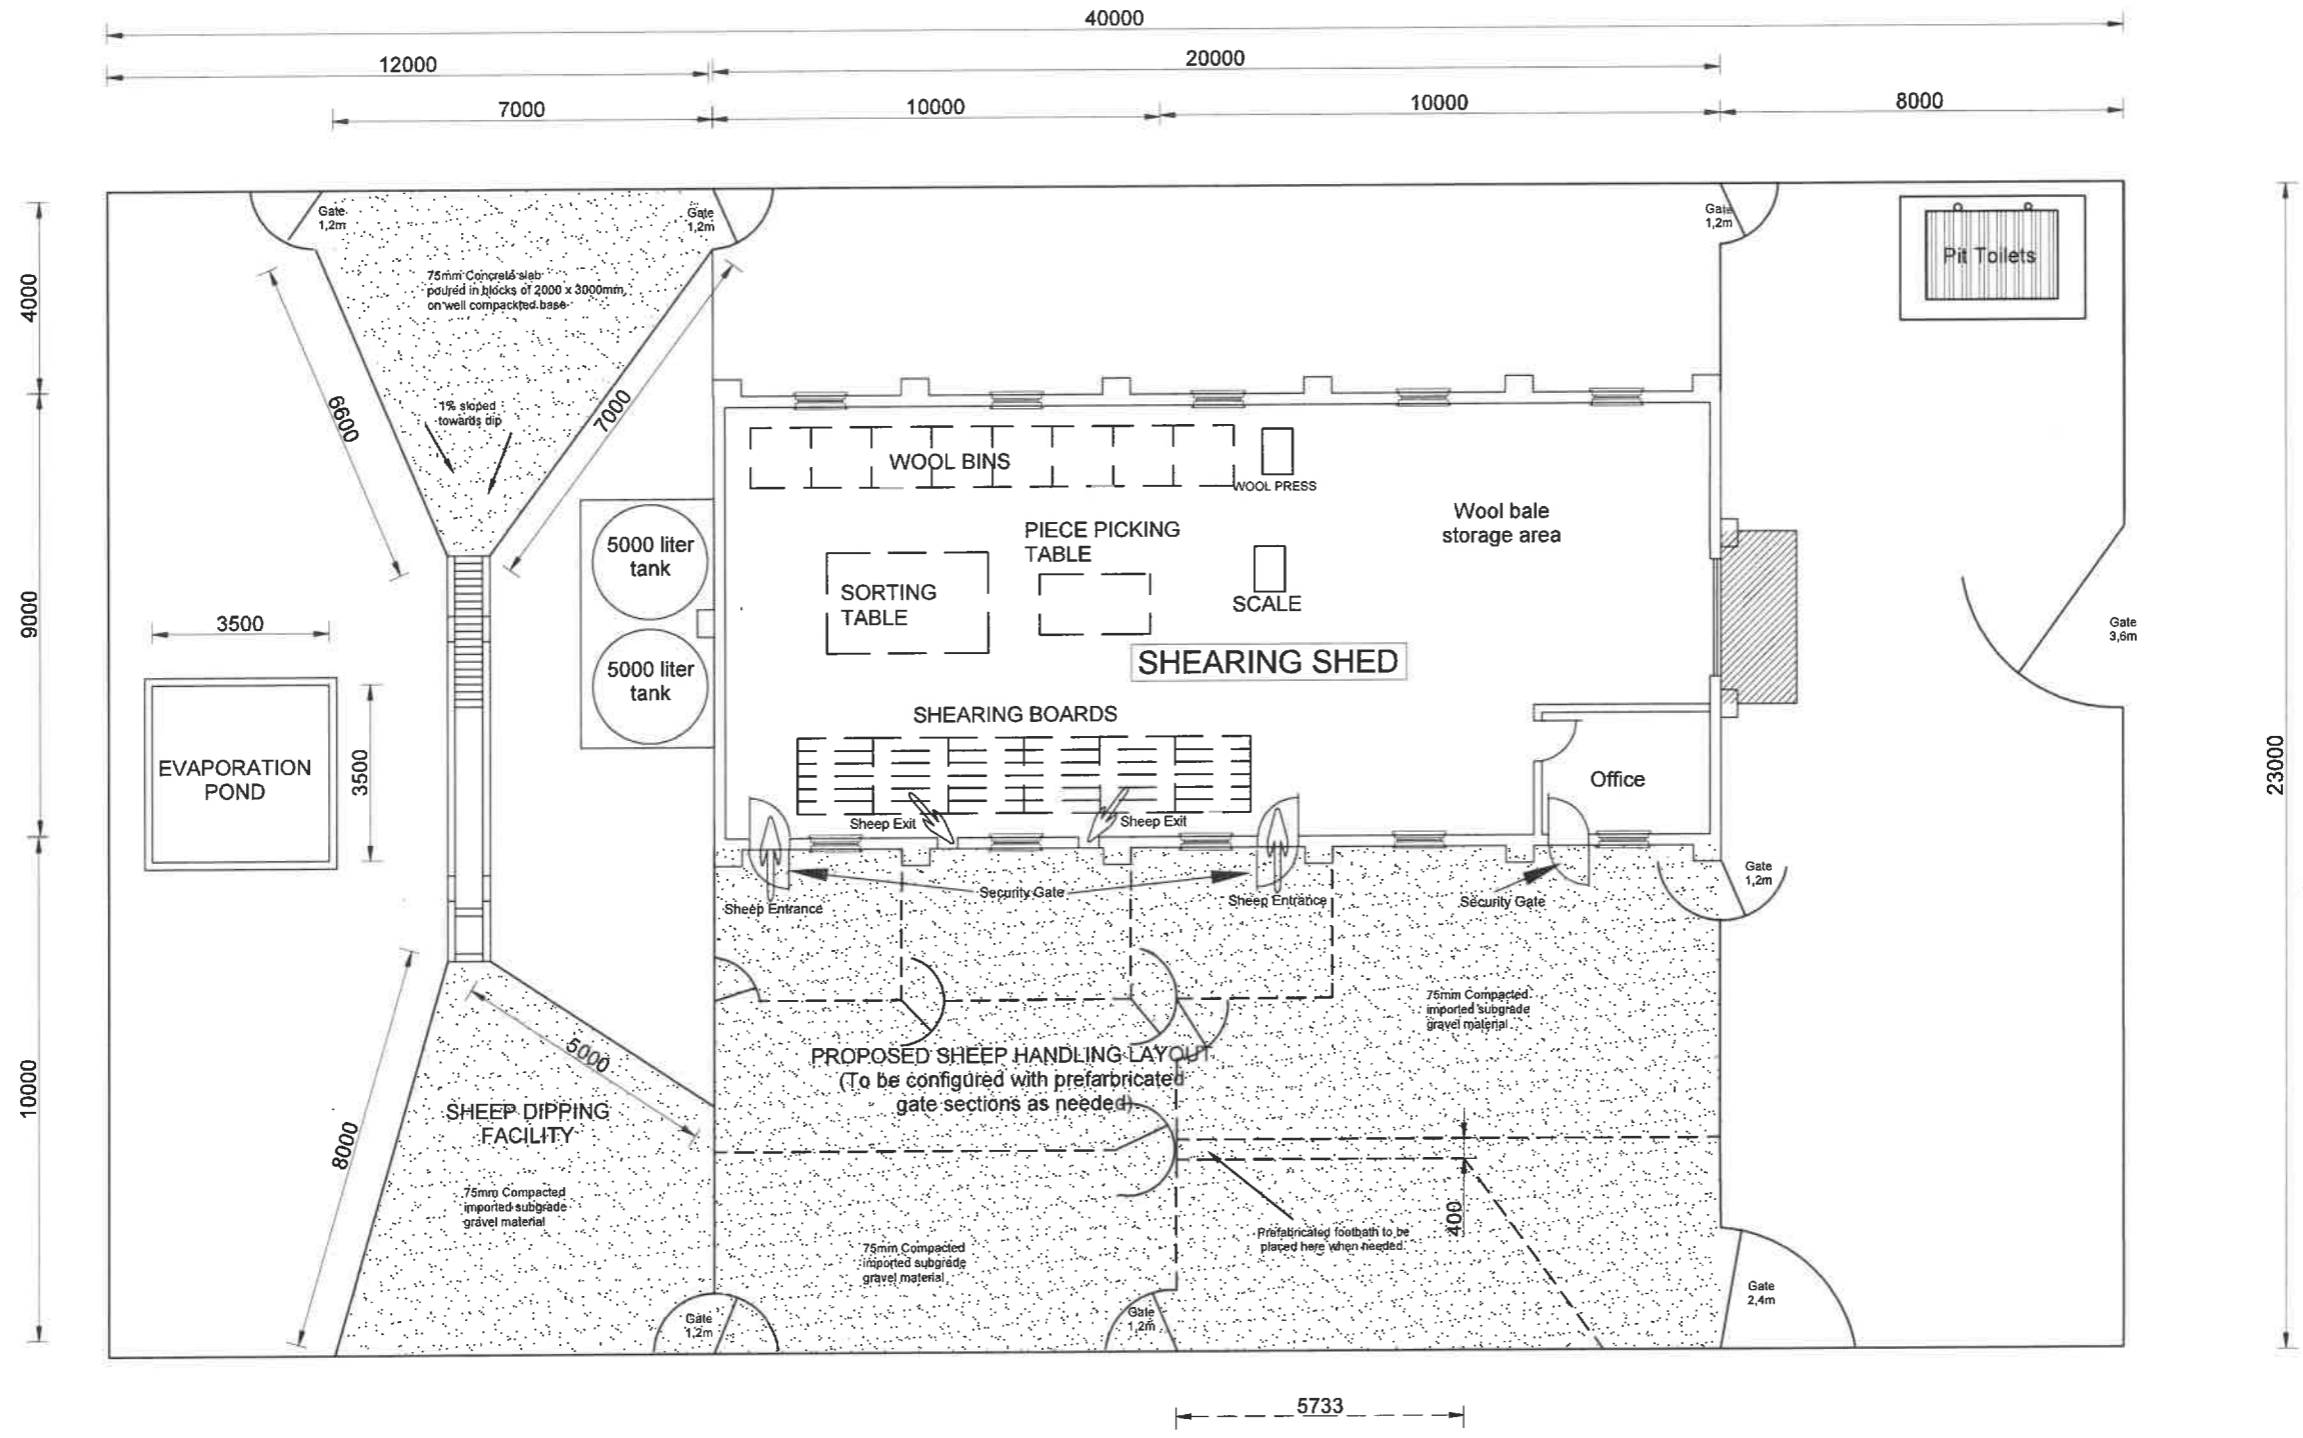 40000
12000
20000
7000
10000
10000
8000
Gate
1,2m
Gate
1,2m
Gate
1,2m
Pit Toilets
4000
75mm Concrete slab
poured in blocks of 2000 x 3000mm,
on well compackted base
6600
1% sloped
towards dip
7000
WOOL BINS
WOOL PRESS
Wool bale
storage area
PIECE PICKING
TABLE
5000 liter
tank
SORTING
TABLE
SCALE
9000
3500
Gate
3,6m
SHEARING SHED
5000 liter
tank
SHEARING BOARDS
EVAPORATION
POND
3500
Office
23000
Sheep Exit
Sheep Exit
Gate
1,2m
Security Gate
Sheep Entrance
Sheep Entrance
Security Gate
75mm Compacted
imported subgrade
gravel material
PROPOSED SHEEP HANDLING LAYOUT
(To be configured with prefarbricated
gate sections as needed)
10000
5000
SHEEP DIPPING
FACILITY
8000
75mm Compacted
imported subgrade
gravel material
400
Prefabricated footbath to be
placed here when needed.
75mm Compacted
imported subgrade
gravel material
Gate
2,4m
Gate
1,2m
Gate
1,2m
5733